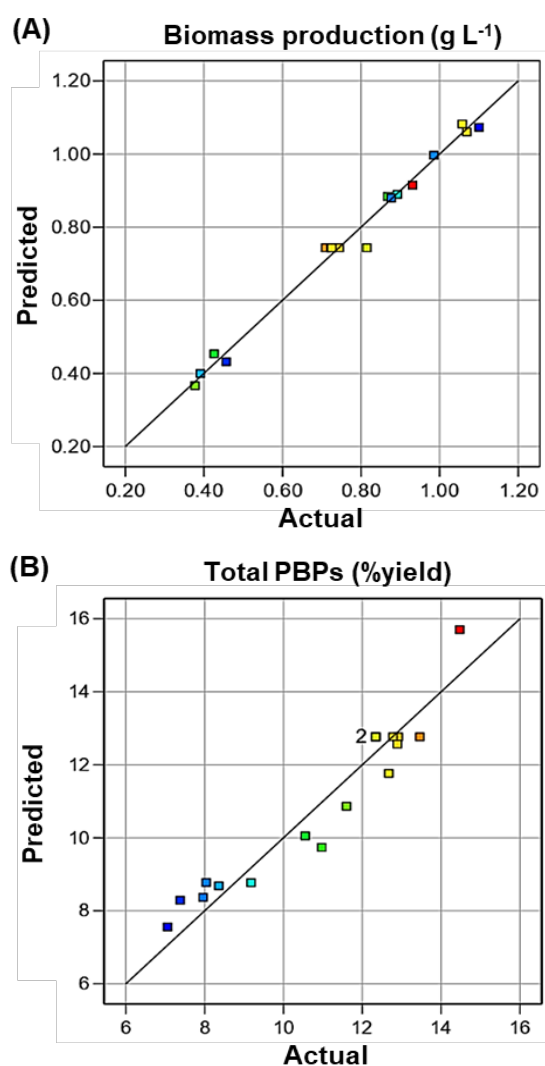 (A)
Biomass production (g L-1)
1.20
1.00
0.80
0.60
0.40
0.20
Predicted
0.20 0.40 0.60 0.80 1.00 1.20
Actual
(B)
Total PBPs (%yield)
16
14
2
12
10
8
6
Predicted
6 8 10 12 14 16
Actual